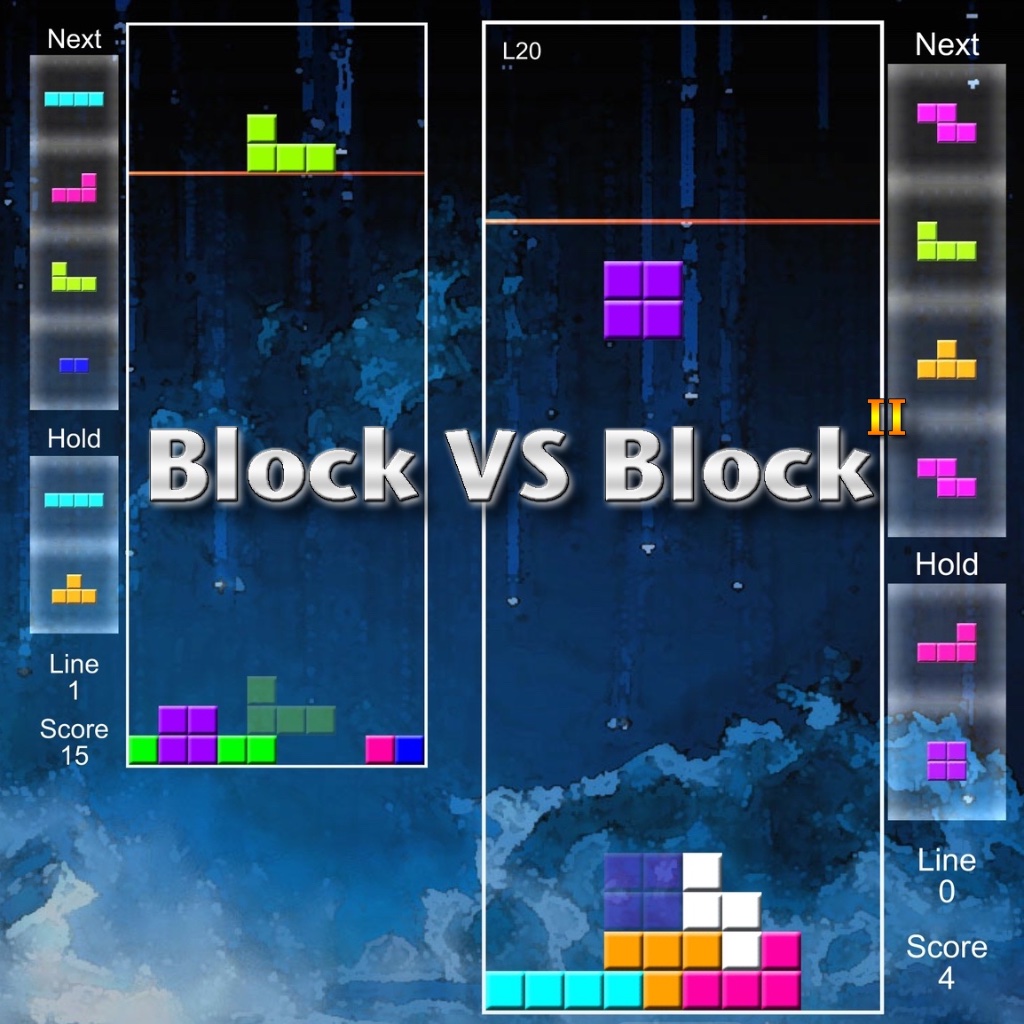 Next
Hold
Line
1
Score
15
L20
Block VS Block II
Next
Hold
Line
0
Score
4